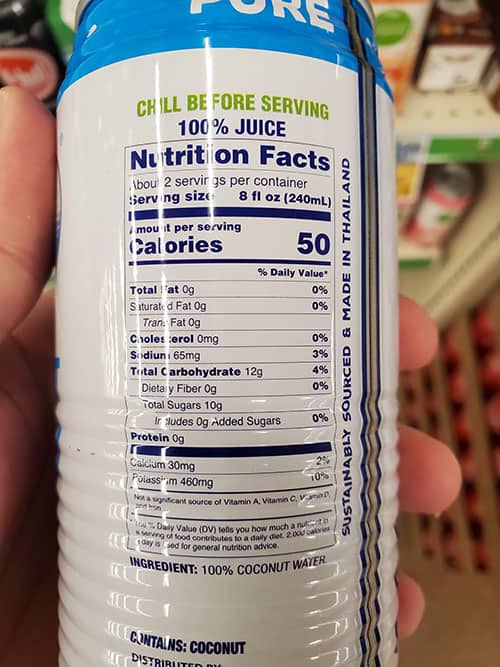 PURE
CHILL BEFORE SERVING
100% JUICE
Nutrition Facts
About 2 servings per container
Serving size 8 fl oz (240mL)
Amount per serving
Calories 50
% Daily Value*
Total Fat 0g 0%
Saturated Fat 0g 0%
Trans Fat 0g
Cholesterol 0mg 0%
Sodium 65mg 3%
Total Carbohydrate 12g 4%
Dietary Fiber 0g 0%
Total Sugars 10g
Includes 0g Added Sugars 0%
Protein 0g
Calcium 30mg 2%
Potassium 460mg 10%
Not a significant source of Vitamin A, Vitamin C, Vitamin D,
and Iron
* The % Daily Value (DV) tells you how much a nutrient in
a serving of food contributes to a daily diet. 2,000 calories
a day is used for general nutrition advice.
INGREDIENT: 100% COCONUT WATER.
CONTAINS: COCONUT
DISTRIBUTED BY
SUSTAINABLY SOURCED & MADE IN THAILAND